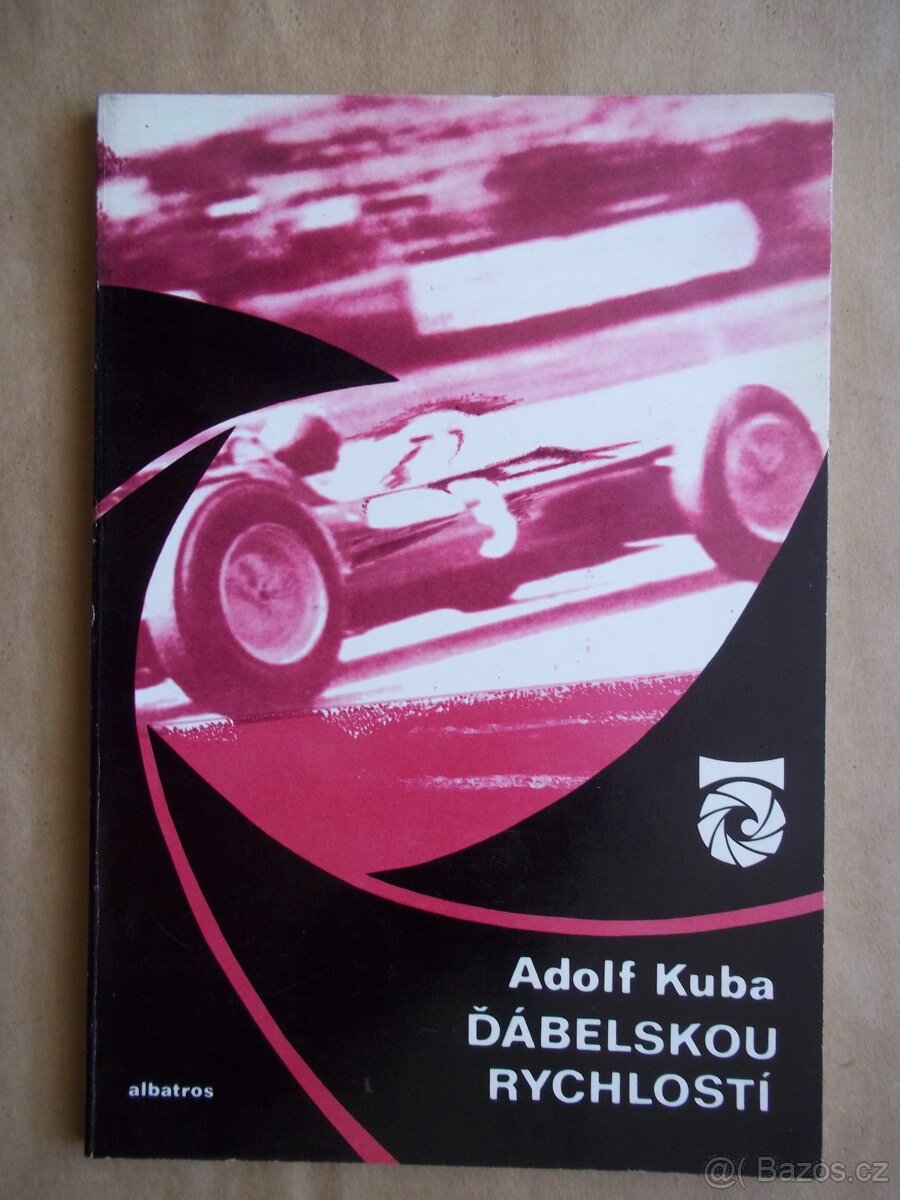 Adolf Kuba
ĎÁBELSKOU
RYCHLOSTÍ
albatros
@( Bazos.cz